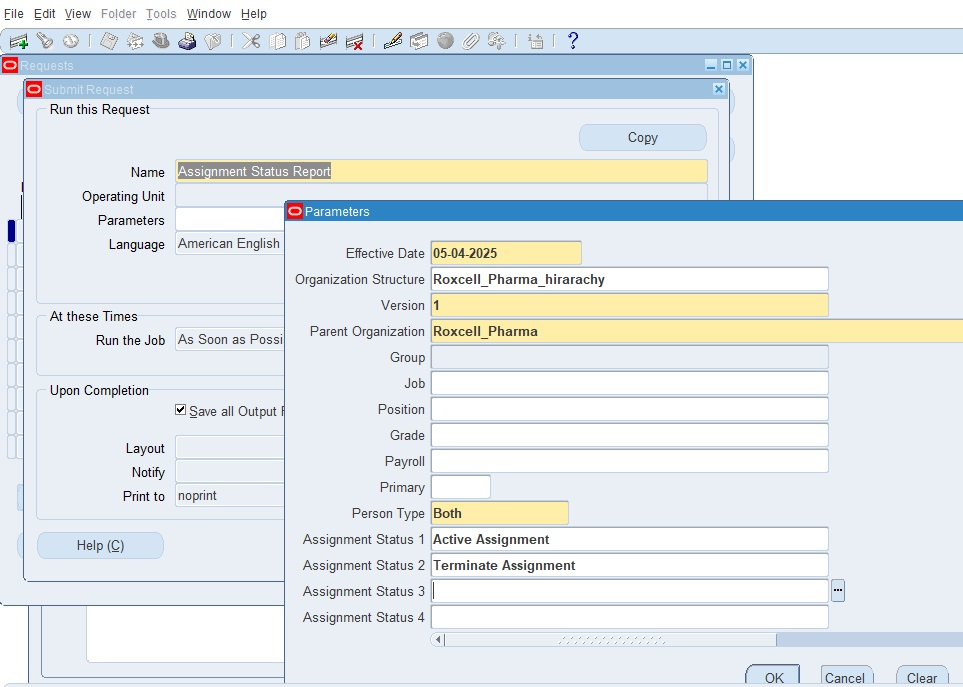 File Edit View Folder Tools Window Help
Requests
Submit Request
Run this Request
Copy
Name Assignment Status Report
Operating Unit
Parameters
Language American English
At these Times
Run the Job As Soon as Possi
Upon Completion
Save all Output F
Layout
Notify
Print to noprint
Help (C)
Parameters
Effective Date 05-04-2025
Organization Structure Roxcell_Pharma_hirarachy
Version 1
Parent Organization Roxcell_Pharma
Group
Job
Position
Grade
Payroll
Primary
Person Type Both
Assignment Status 1 Active Assignment
Assignment Status 2 Terminate Assignment
Assignment Status 3
Assignment Status 4
OK Cancel Clear